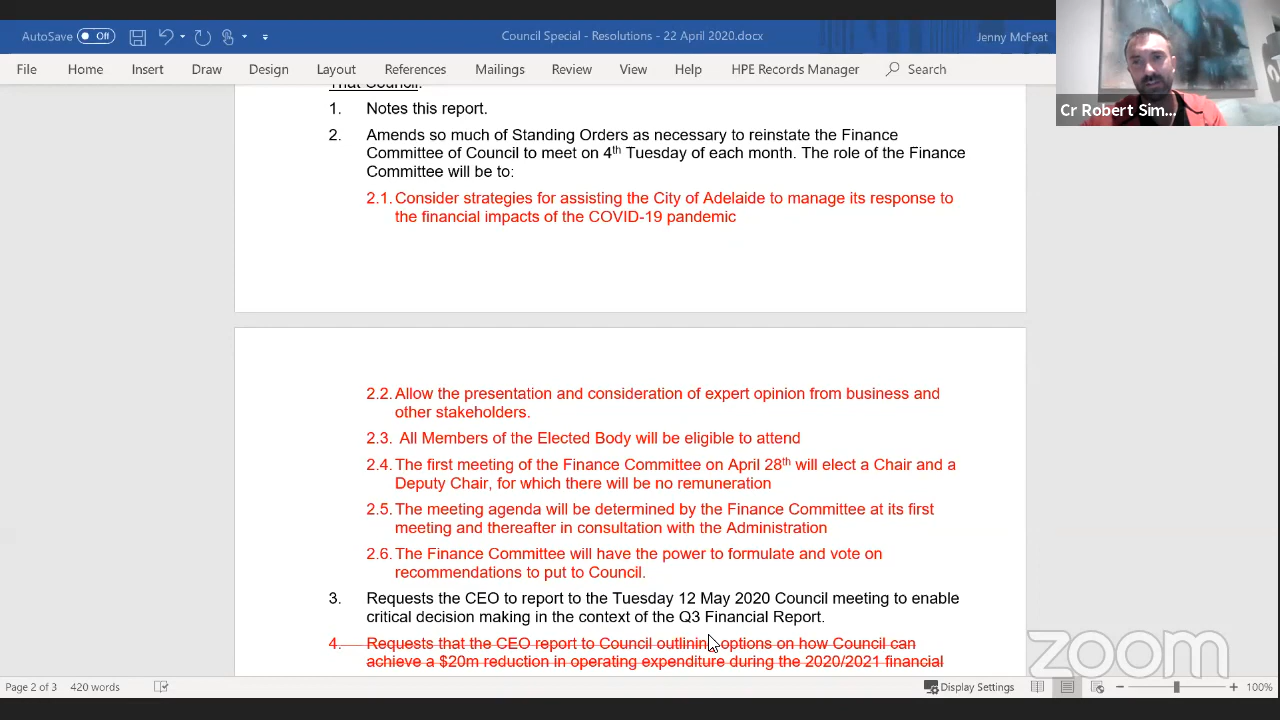 AutoSave Off Council Special - Resolutions - 22 April 2020.docx Jenny McFeat
File Home Insert Draw Design Layout References Mailings Review View Help HPE Records Manager Search
Cr Robert Sim...
That Council:
1. Notes this report.
2. Amends so much of Standing Orders as necessary to reinstate the Finance
Committee of Council to meet on 4th Tuesday of each month. The role of the Finance
Committee will be to:
2.1. Consider strategies for assisting the City of Adelaide to manage its response to
the financial impacts of the COVID-19 pandemic
2.2. Allow the presentation and consideration of expert opinion from business and
other stakeholders.
2.3. All Members of the Elected Body will be eligible to attend
2.4. The first meeting of the Finance Committee on April 28th will elect a Chair and a
Deputy Chair, for which there will be no remuneration
2.5. The meeting agenda will be determined by the Finance Committee at its first
meeting and thereafter in consultation with the Administration
2.6. The Finance Committee will have the power to formulate and vote on
recommendations to put to Council.
3. Requests the CEO to report to the Tuesday 12 May 2020 Council meeting to enable
critical decision making in the context of the Q3 Financial Report.
4. Requests that the CEO report to Council outlining options on how Council can
achieve a $20m reduction in operating expenditure during the 2020/2021 financial
zoom
Page 2 of 3 420 words Display Settings 100%